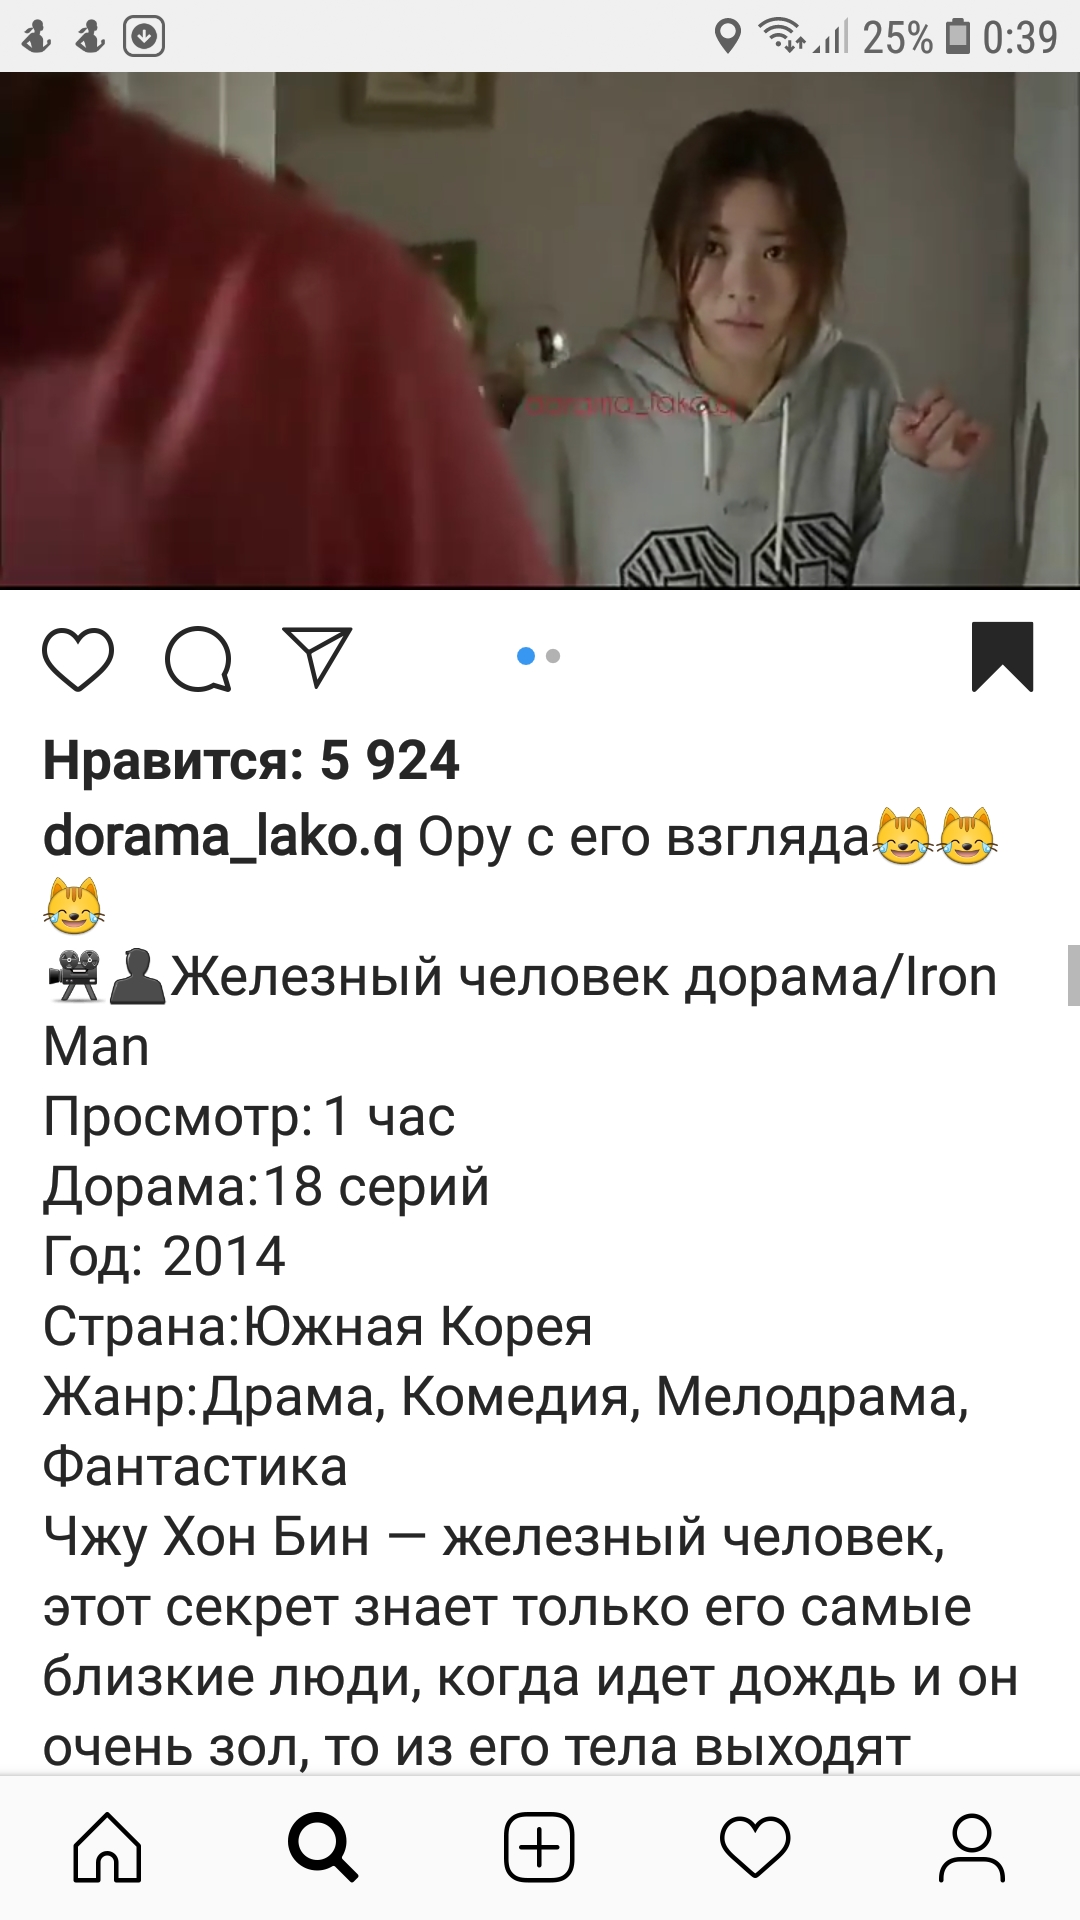 25% 0:39
dorama_lako.q
Нравится: 5 924
dorama_lako.q Ору с его взгляда😹😹
😹
🎥👤Железный человек дорама/Iron
Man
Просмотр: 1 час
Дорама:18 серий
Год: 2014
Страна:Южная Корея
Жанр:Драма, Комедия, Мелодрама,
Фантастика
Чжу Хон Бин — железный человек,
этот секрет знает только его самые
близкие люди, когда идет дождь и он
очень зол, то из его тела выходят